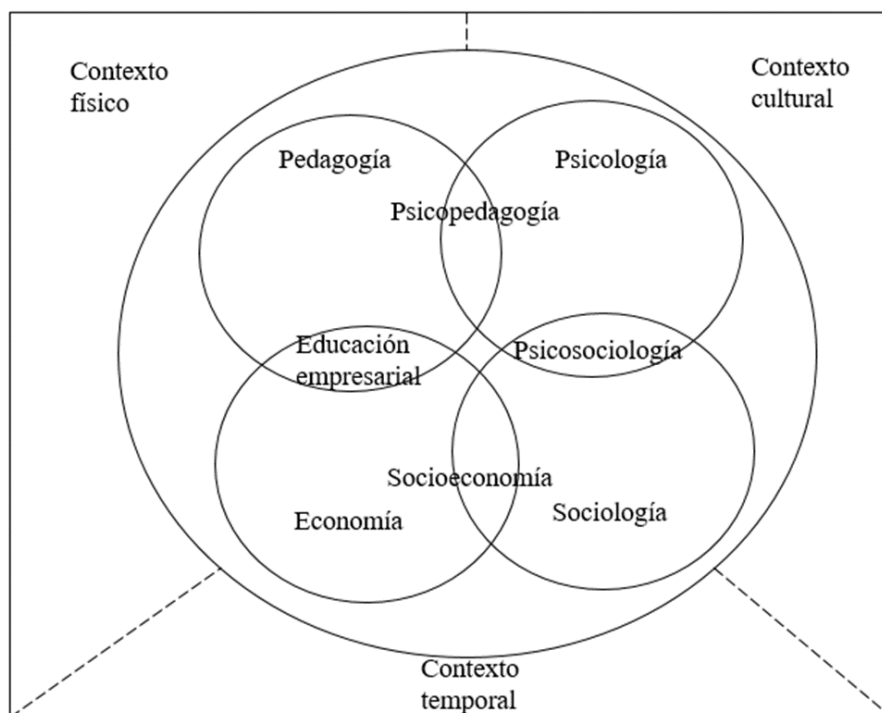 Contexto
físico
Contexto
cultural
Pedagogía
Psicología
Psicopedagogía
Educación
empresarial
Psicosociología
Socioeconomía
Economía
Sociología
Contexto
temporal